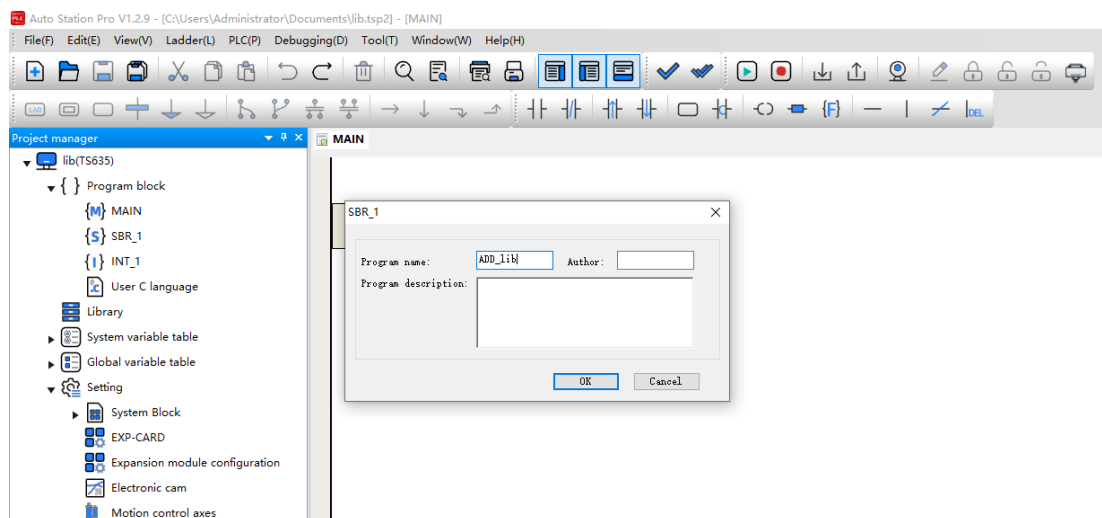 Auto Station Pro V1.2.9 - [C:\Users\Administrator\Documents\lib.tsp2] - [MAIN]
File(F) Edit(E) View(V) Ladder(L) PLC(P) Debugging(D) Tool(T) Window(W) Help(H)
LAD {F} DEL
Project manager
MAIN
lib(TS635)
{ } Program block
{M} MAIN
{S} SBR_1
{I} INT_1
.c User C language
Library
System variable table
Global variable table
Setting
System Block
EXP-CARD
Expansion module configuration
Electronic cam
Motion control axes
SBR_1
Program name: ADD_lib Author:
Program description:
OK Cancel